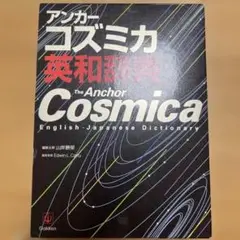 アンカー
コズミカ
英和辞典
The Anchor
Cosmica
English-Japanese Dictionary
Gakken